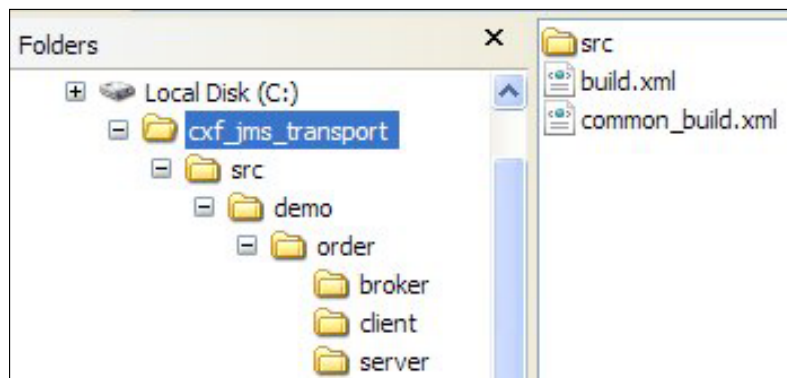 Folders
Local Disk (C:)
cxf_jms_transport
src
demo
order
broker
client
server
src
build.xml
common_build.xml